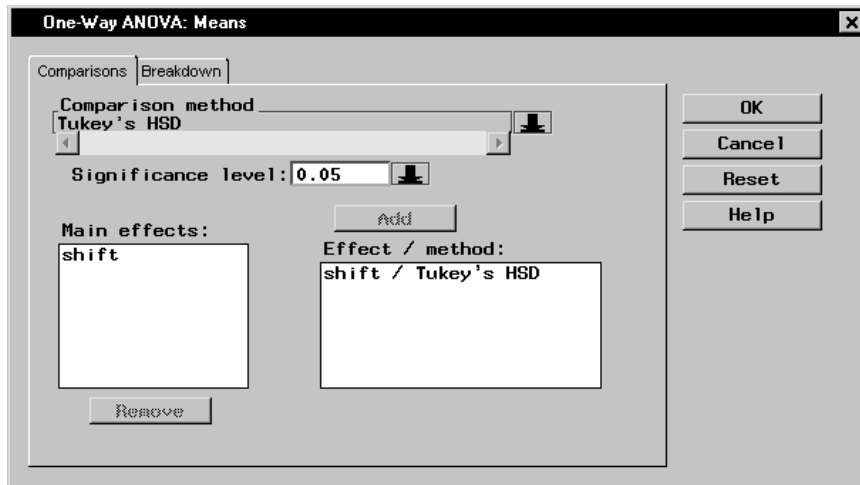 One-Way ANOVA: Means
Comparisons Breakdown
Comparison method
Tukey's HSD
Significance level: 0.05
Add
Main effects:
shift
Effect / method:
shift / Tukey's HSD
Remove
OK
Cancel
Reset
Help